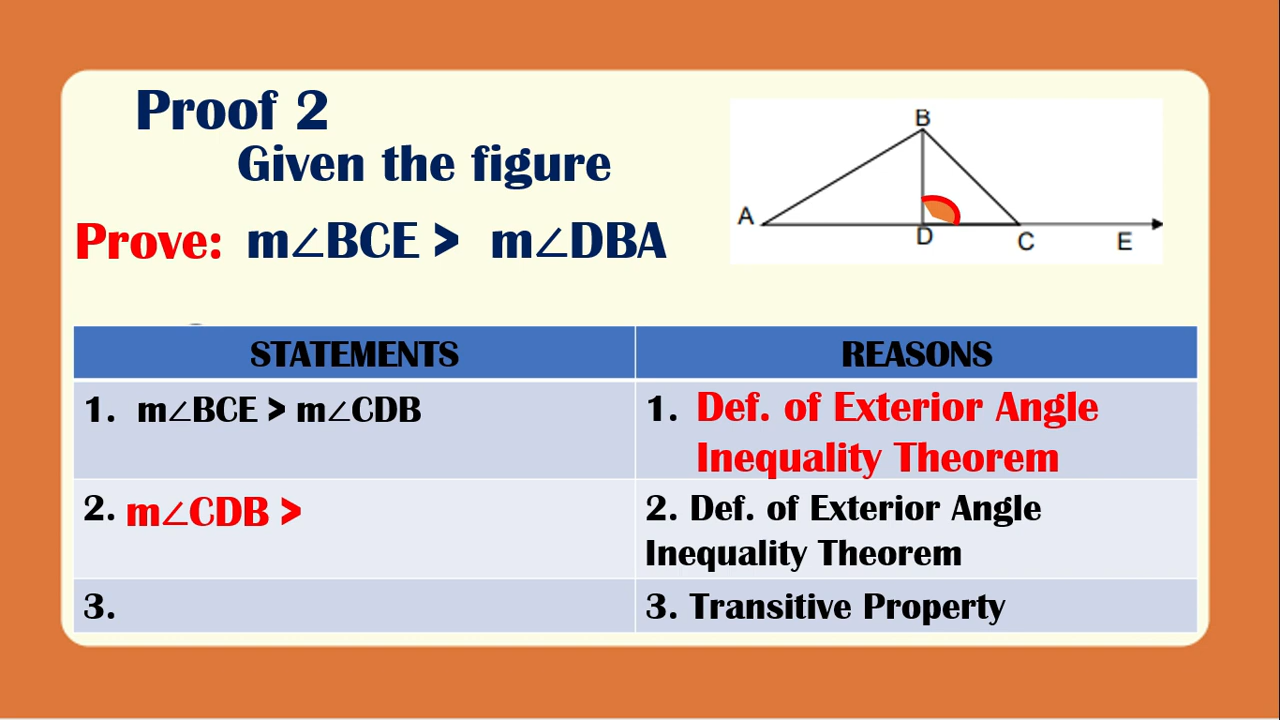 Proof 2
Given the figure
Prove: m∠BCE > m∠DBA
B
A
D
C
E
STATEMENTS
REASONS
1. m∠BCE > m∠CDB
1. Def. of Exterior Angle
Inequality Theorem
2. m∠CDB >
2. Def. of Exterior Angle
Inequality Theorem
3.
3. Transitive Property